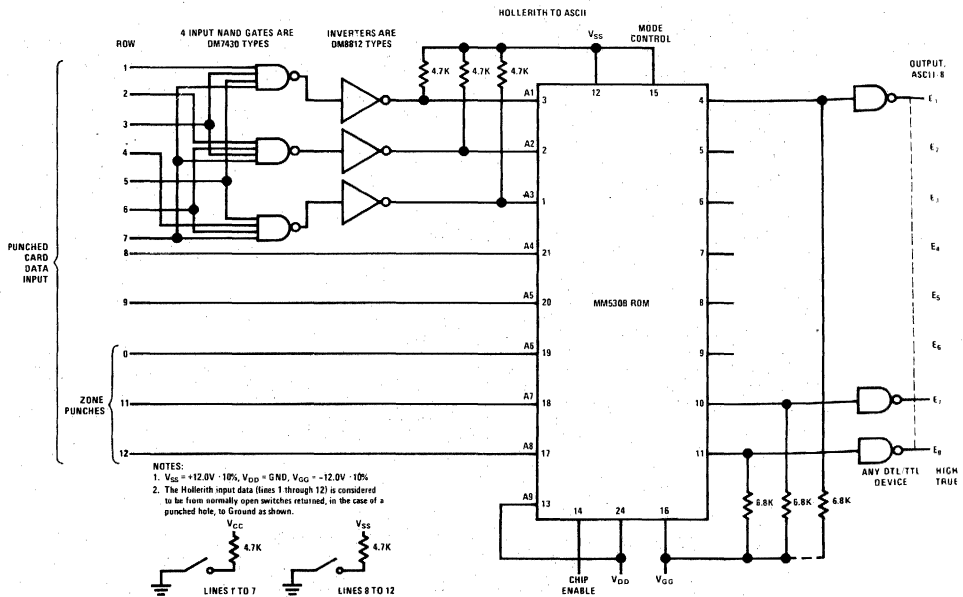 HOLLERITH TO ASCII
4 INPUT NAND GATES ARE
DM7430 TYPES
INVERTERS ARE
DM8812 TYPES
ROW
VSS
MODE
CONTROL
OUTPUT.
ASCII-8
4.7K
4.7K
4.7K
12
15
1
2
3
4
5
6
7
8
9
0
11
12
PUNCHED
CARD
DATA
INPUT
ZONE
PUNCHES
A1
3
A2
2
A3
1
A4
21
A5
20
A6
19
A7
18
A8
17
A9
13
MM5308 ROM
4
5
6
7
8
9
10
11
14
24
16
E1
E2
E3
E4
E5
E6
E7
E8
ANY DTL/TTL
DEVICE
HIGH
TRUE
6.8K
6.8K
6.8K
CHIP
ENABLE
VDD
VGG
NOTES:
1. VSS = +12.0V ·10%, VDD = GND, VGG = -12.0V ·10%
2. The Hollerith input data (lines 1 through 12) is considered
to be from normally open switches returned, in the case of a
punched hole, to Ground as shown.
VCC
4.7K
LINES 1 TO 7
VSS
4.7K
LINES 8 TO 12